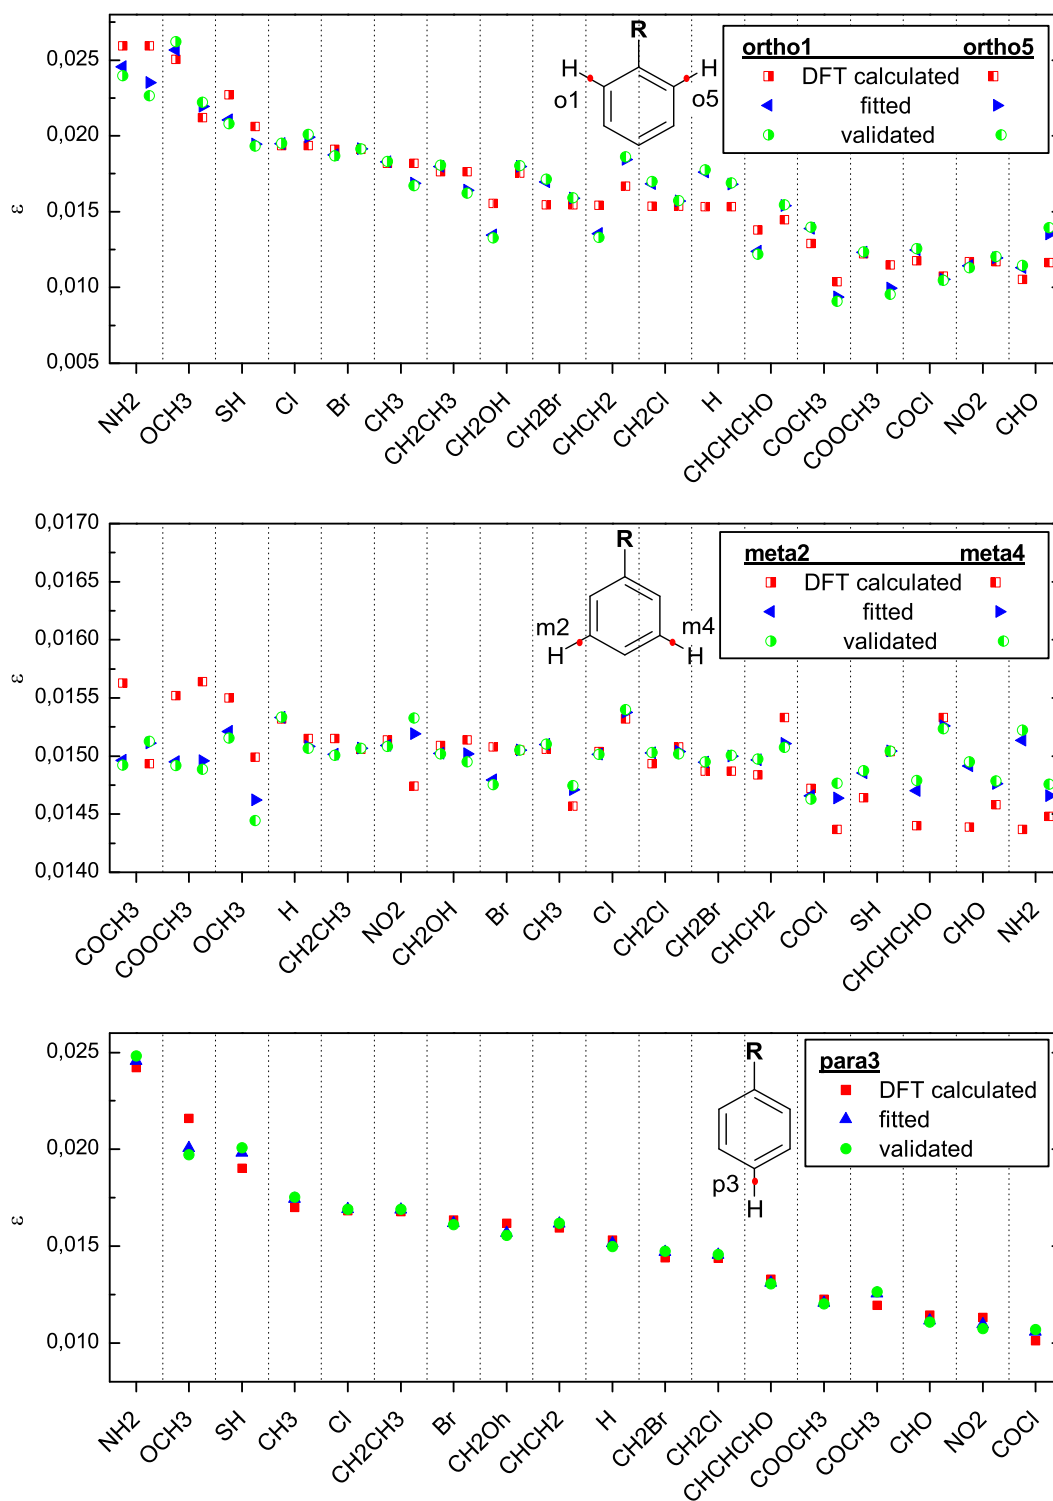 R
H
H
o1
o5
ortho1 ortho5
DFT calculated
fitted
validated
0,025
0,020
0,015
0,010
0,005
ε
NH2 OCH3 SH Cl Br CH3 CH2CH3 CH2OH CH2Br CHCH2 CH2Cl H CHCHCHO COCH3 COOCH3 COCl NO2 CHO
R
m2
m4
H
H
meta2 meta4
DFT calculated
fitted
validated
0,0170
0,0165
0,0160
0,0155
0,0150
0,0145
0,0140
ε
COCH3 COOCH3 OCH3 H CH2CH3 NO2 CH2OH Br CH3 Cl CH2Cl CH2Br CHCH2 COCl SH CHCHCHO CHO NH2
R
p3
H
para3
DFT calculated
fitted
validated
0,025
0,020
0,015
0,010
ε
NH2 OCH3 SH CH3 Cl CH2CH3 Br CH2Oh CHCH2 H CH2Br CH2Cl CHCHCHO COOCH3 COCH3 CHO NO2 COCl